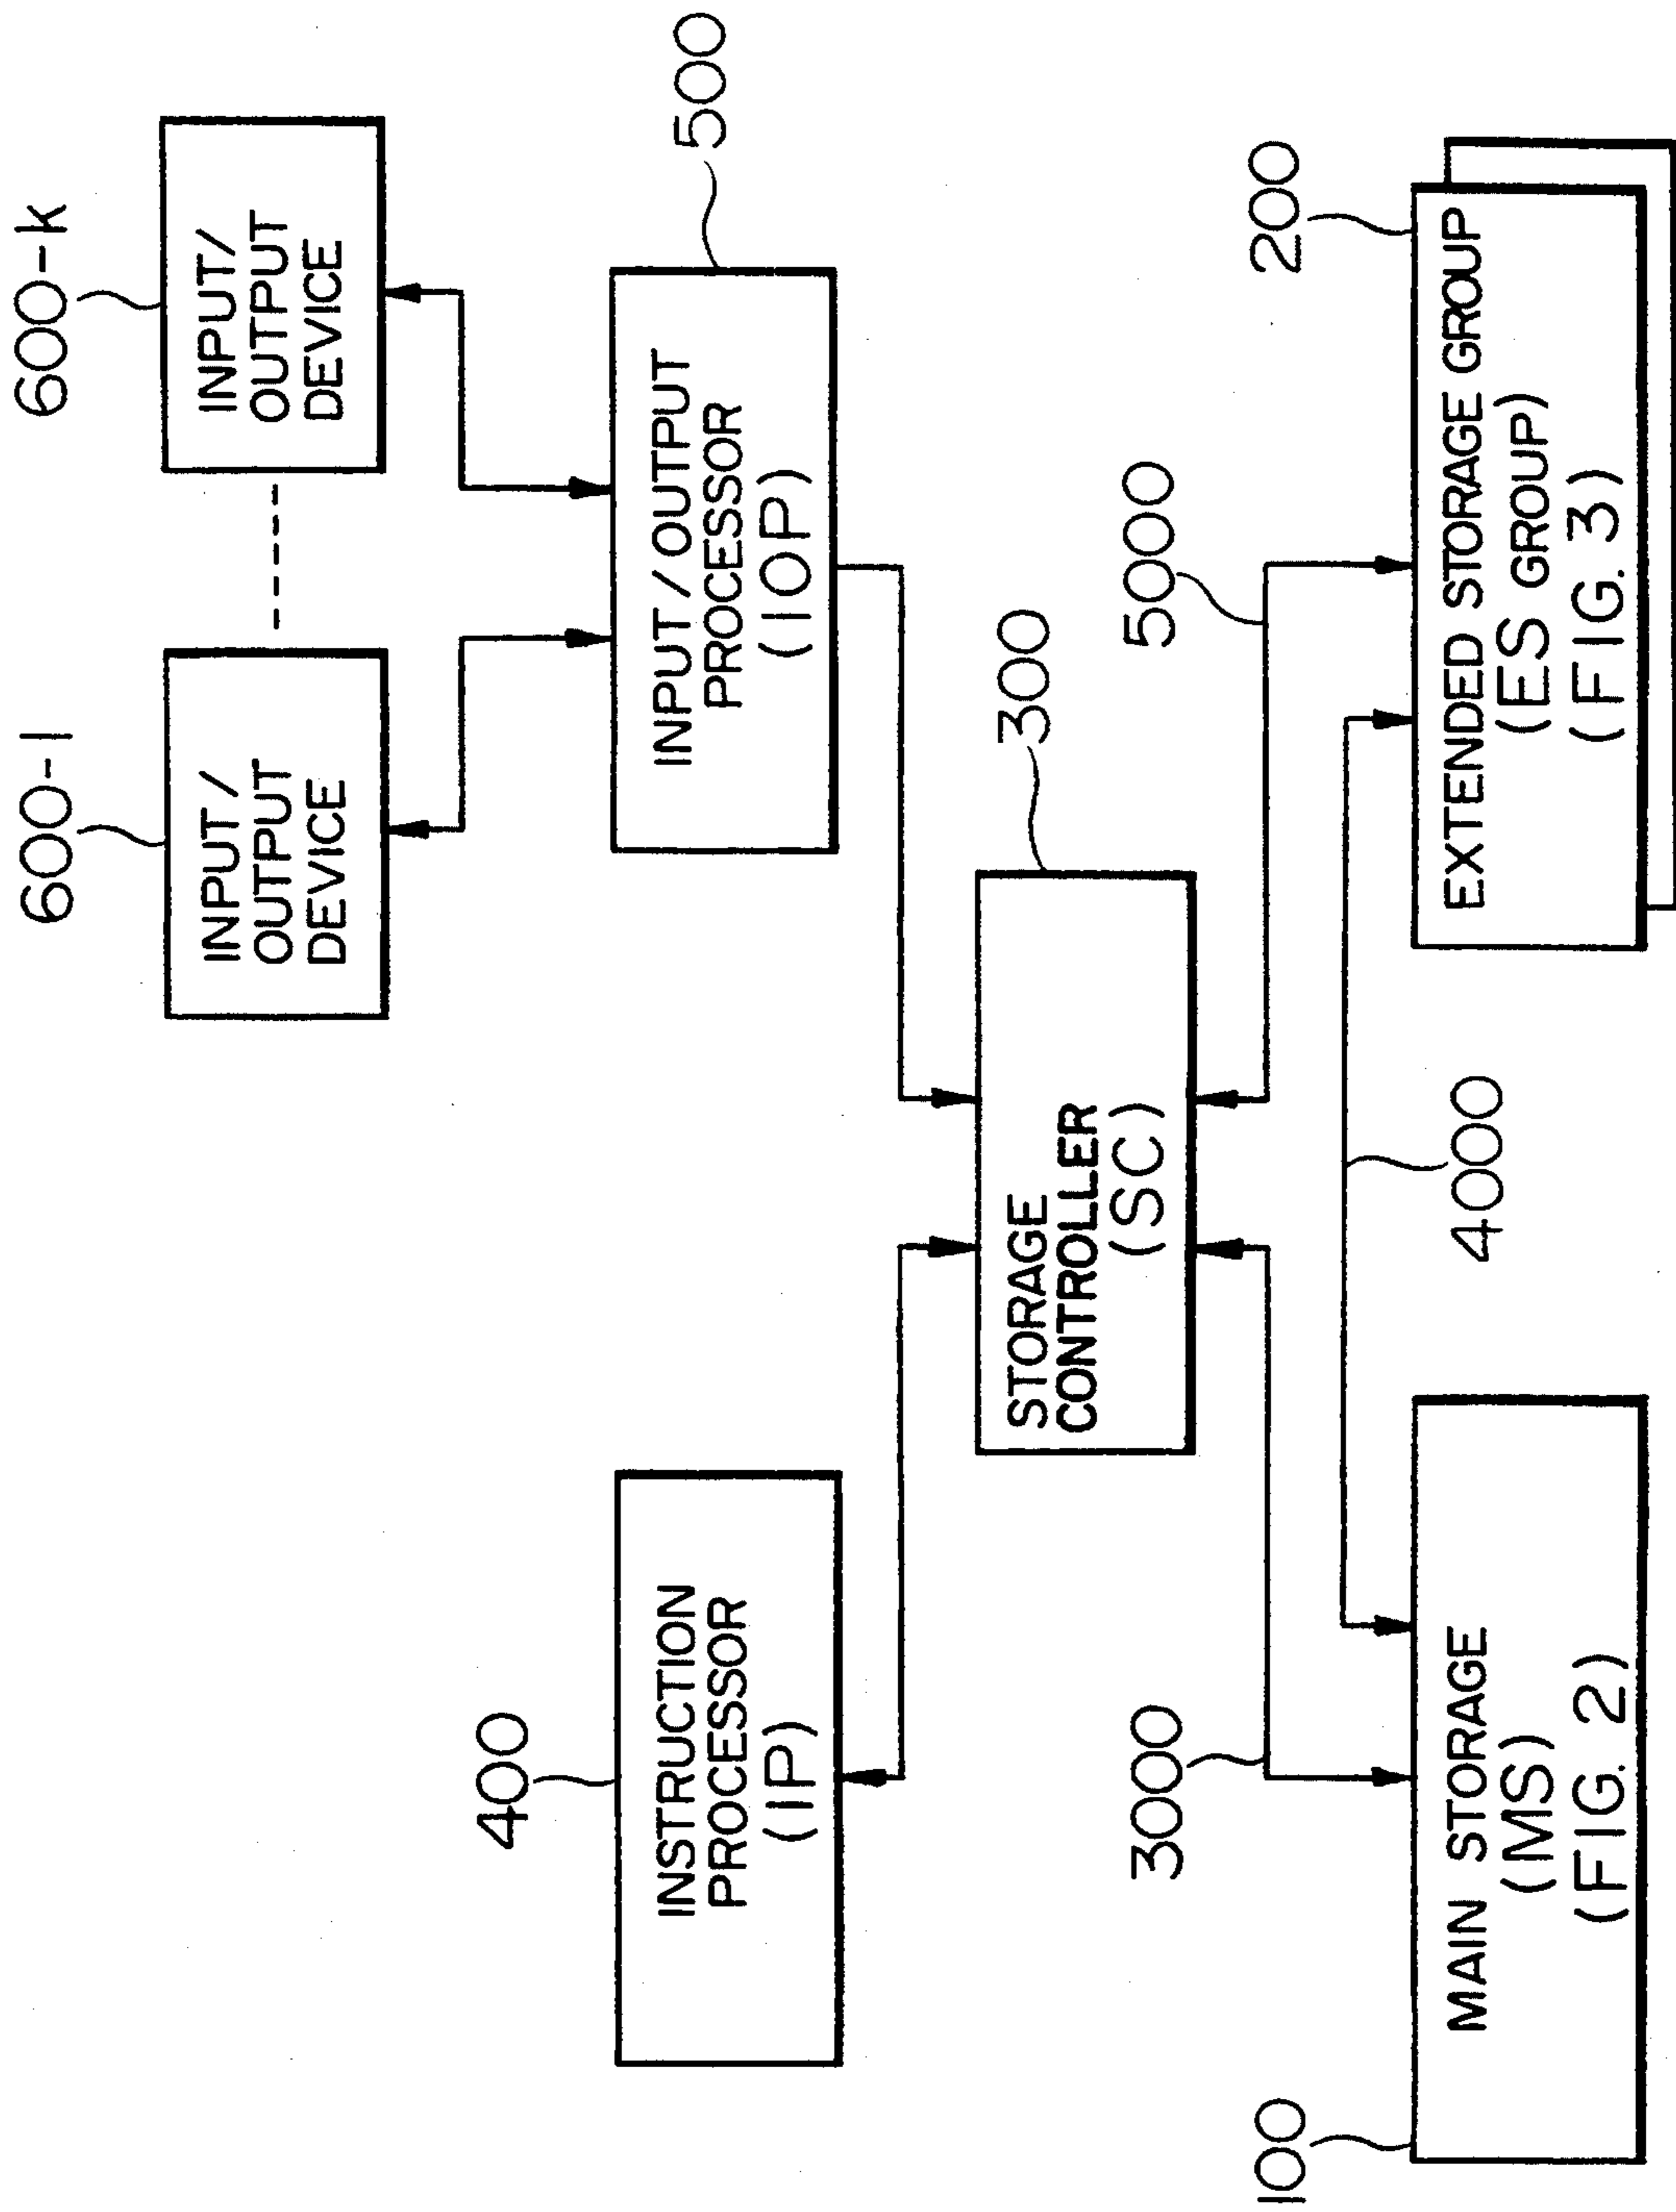 600-1
600-k
INPUT/
OUTPUT
DEVICE
INPUT/
OUTPUT
DEVICE
400
500
INSTRUCTION
PROCESSOR
(IP)
INPUT/OUTPUT
PROCESSOR
(IOP)
300
STORAGE
CONTROLLER
(SC)
3000
5000
100
4000
200
MAIN STORAGE
(MS)
(FIG. 2)
EXTENDED STORAGE GROUP
(ES GROUP)
(FIG. 3)